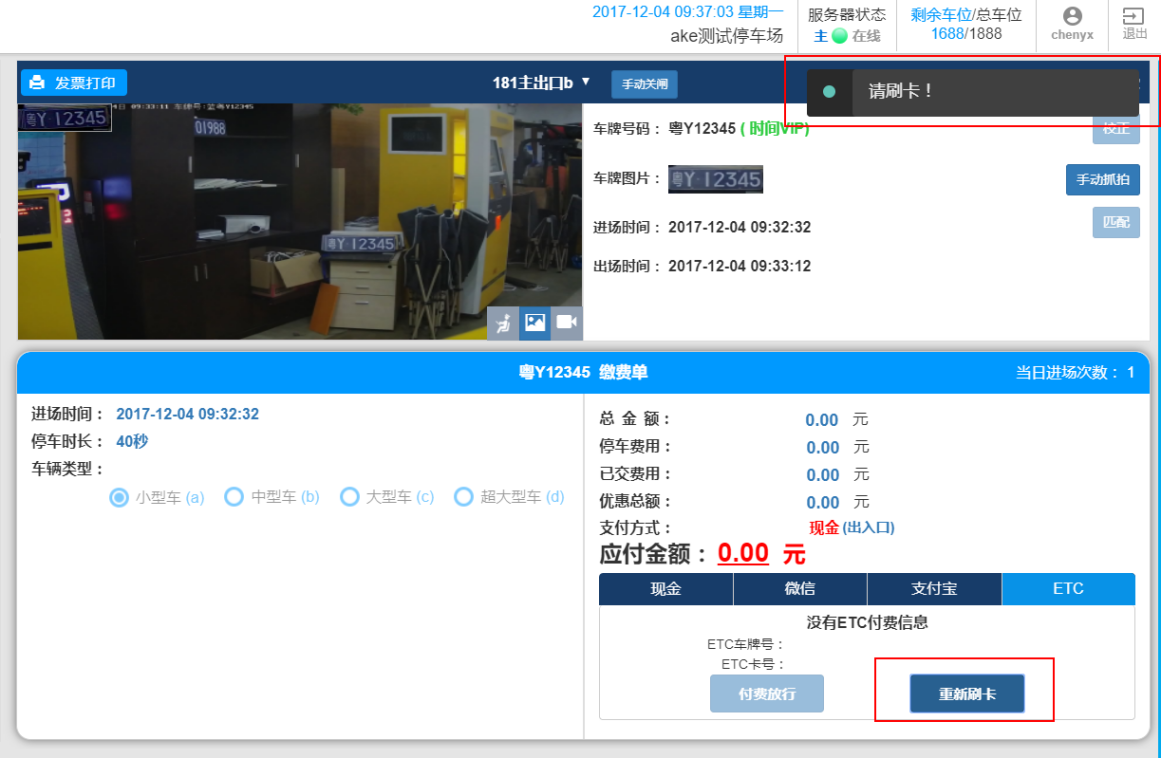 2017-12-04 09:37:03 星期一
ake测试停车场
服务器状态
主 在线
剩余车位/总车位
1688/1888
chenyx
退出
发票打印
181主出口b ▼
手动关闸
请刷卡！
粤Y 12345
01988
粤Y 12345
车牌号码： 粤Y12345 ( 时间VIP)
校正
车牌图片： 粤Y 12345
手动抓拍
进场时间： 2017-12-04 09:32:32
匹配
出场时间： 2017-12-04 09:33:12
粤Y12345 缴费单
当日进场次数： 1
进场时间： 2017-12-04 09:32:32
停车时长： 40秒
车辆类型：
小型车 (a) 中型车 (b) 大型车 (c) 超大型车 (d)
总 金 额： 0.00 元
停车费用： 0.00 元
已交费用： 0.00 元
优惠总额： 0.00 元
支付方式： 现金 (出入口)
应付金额： 0.00 元
现金 微信 支付宝 ETC
没有ETC付费信息
ETC车牌号：
ETC卡号：
付费放行 重新刷卡